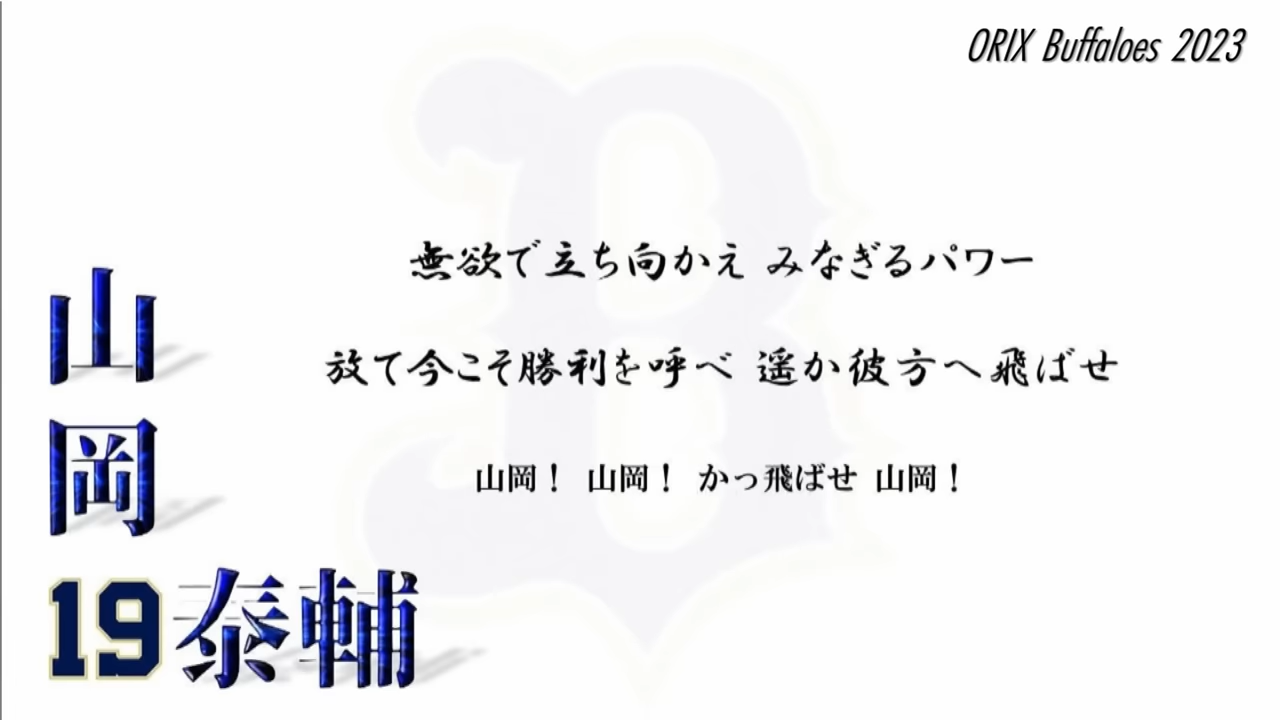 ORIX Buffaloes 2023
無欲で立ち向かえ みなぎるパワー
放て今こそ勝利を呼べ 遥か彼方へ飛ばせ
山岡！ 山岡！ かっ飛ばせ 山岡！
山
岡
19泰輔